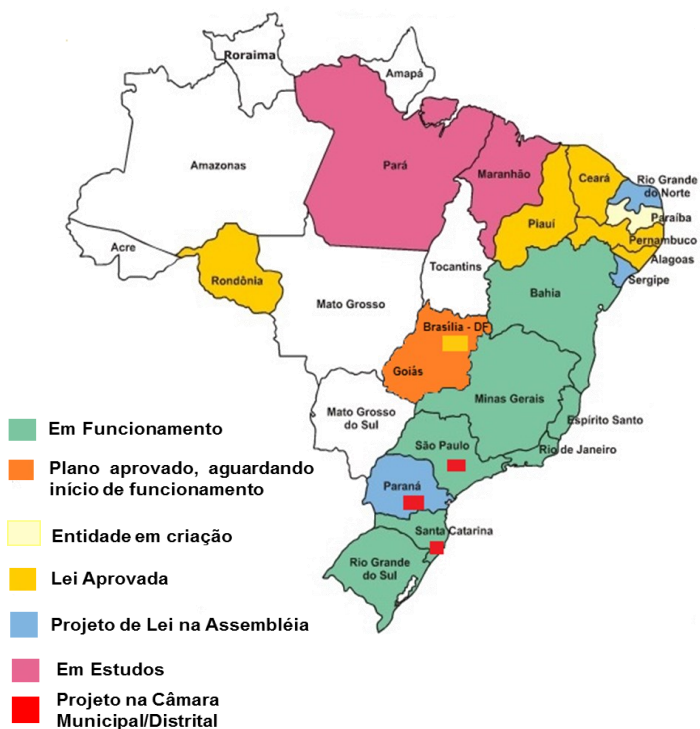 Roraima
Amapá
Amazonas
Pará
Maranhão
Ceará
Rio Grande
do Norte
Paraíba
Piauí
Pernambuco
Alagoas
Sergipe
Acre
Rondônia
Tocantins
Bahia
Mato Grosso
Brasília - DF
Goiás
Minas Gerais
Mato Grosso
do Sul
Espírito Santo
São Paulo
Rio de Janeiro
Paraná
Santa Catarina
Rio Grande
do Sul
Em Funcionamento
Plano aprovado, aguardando
início de funcionamento
Entidade em criação
Lei Aprovada
Projeto de Lei na Assembléia
Em Estudos
Projeto na Câmara
Municipal/Distrital